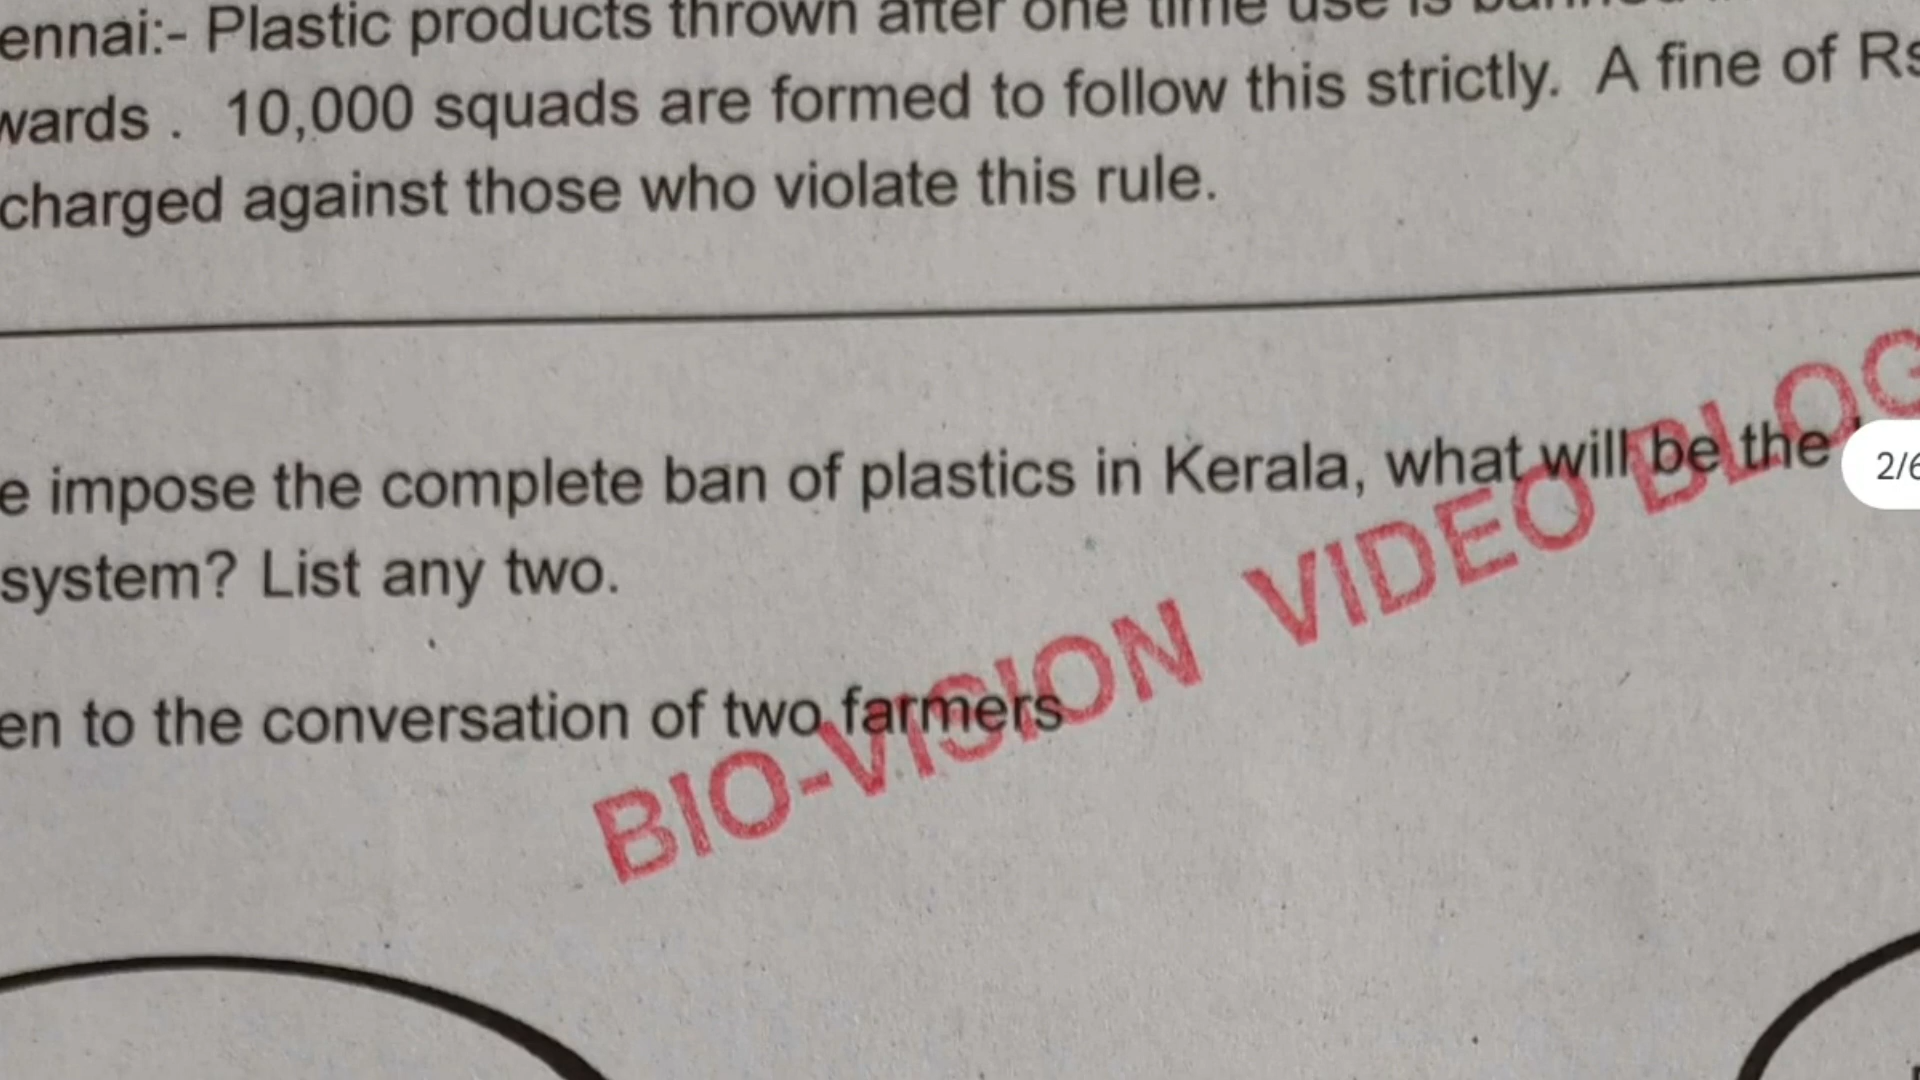 ennai:- Plastic products thrown after one time use is
wards . 10,000 squads are formed to follow this strictly. A fine of Rs
charged against those who violate this rule.
e impose the complete ban of plastics in Kerala, what will be the
2/6
system? List any two.
en to the conversation of two farmers
BIO-VISION VIDEO BLOG